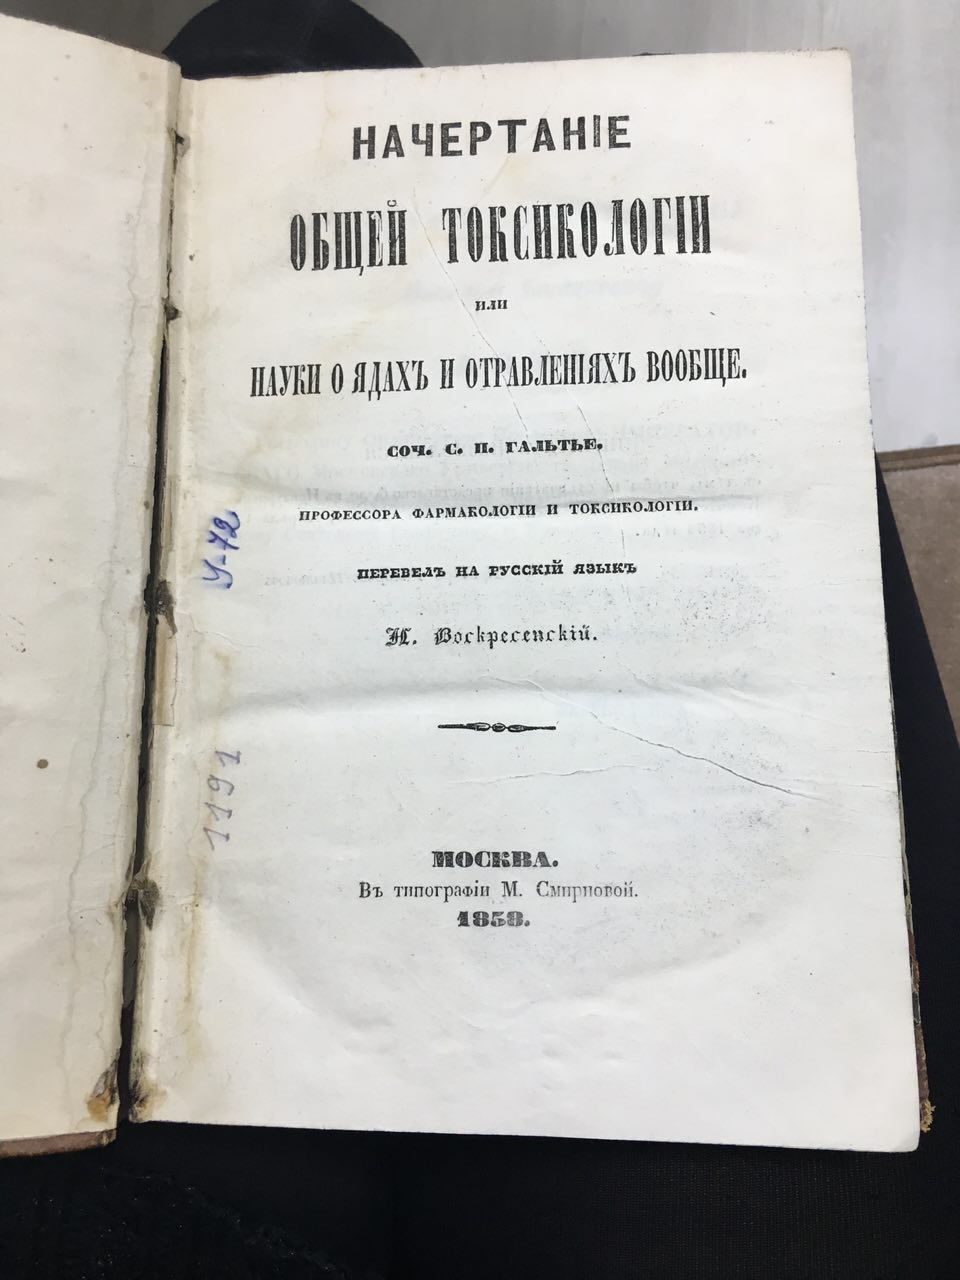 НАЧЕРТАНІЕ
ОБЩЕЙ ТОКСИКОЛОГІИ
или
НАУКИ О ЯДАХЪ И ОТРАВЛЕНІЯХЪ ВООБЩЕ.
СОЧ. С. П. ГАЛЬТЬЕ,
ПРОФЕССОРА ФАРМАКОЛОГІИ И ТОКСИКОЛОГІИ.
ПЕРЕВЕЛЪ НА РУССКІЙ ЯЗЫКЪ
Н. Воскресенскій.
МОСКВА.
Въ типографіи М. Смирновой.
1858.
У-72
1191